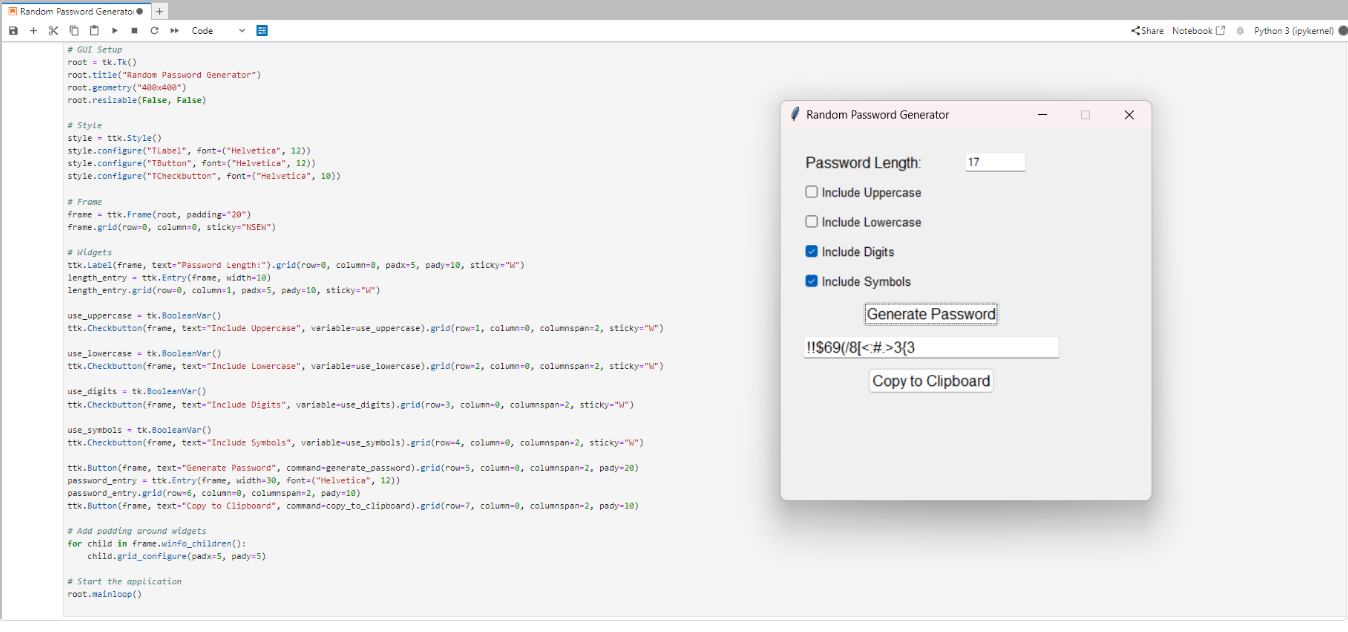 Random Password Generator
Code
Share Notebook Python 3 (ipykernel)
# GUI Setup
root = tk.Tk()
root.title("Random Password Generator")
root.geometry("400x400")
root.resizable(False, False)
# Style
style = ttk.Style()
style.configure("TLabel", font=("Helvetica", 12))
style.configure("TButton", font=("Helvetica", 12))
style.configure("TCheckbutton", font=("Helvetica", 10))
# Frame
frame = ttk.Frame(root, padding="20")
frame.grid(row=0, column=0, sticky="NSEW")
# Widgets
ttk.Label(frame, text="Password Length:").grid(row=0, column=0, padx=5, pady=10, sticky="W")
length_entry = ttk.Entry(frame, width=10)
length_entry.grid(row=0, column=1, padx=5, pady=10, sticky="W")
use_uppercase = tk.BooleanVar()
ttk.Checkbutton(frame, text="Include Uppercase", variable=use_uppercase).grid(row=1, column=0, columnspan=2, sticky="W")
use_lowercase = tk.BooleanVar()
ttk.Checkbutton(frame, text="Include Lowercase", variable=use_lowercase).grid(row=2, column=0, columnspan=2, sticky="W")
use_digits = tk.BooleanVar()
ttk.Checkbutton(frame, text="Include Digits", variable=use_digits).grid(row=3, column=0, columnspan=2, sticky="W")
use_symbols = tk.BooleanVar()
ttk.Checkbutton(frame, text="Include Symbols", variable=use_symbols).grid(row=4, column=0, columnspan=2, sticky="W")
ttk.Button(frame, text="Generate Password", command=generate_password).grid(row=5, column=0, columnspan=2, pady=20)
password_entry = ttk.Entry(frame, width=30, font=("Helvetica", 12))
password_entry.grid(row=6, column=0, columnspan=2, pady=10)
ttk.Button(frame, text="Copy to Clipboard", command=copy_to_clipboard).grid(row=7, column=0, columnspan=2, pady=10)
# Add padding around widgets
for child in frame.winfo_children():
    child.grid_configure(padx=5, pady=5)
# Start the application
root.mainloop()
Random Password Generator
Password Length: 17
Include Uppercase
Include Lowercase
Include Digits
Include Symbols
Generate Password
!!$69(/8[<:#.>3{3
Copy to Clipboard